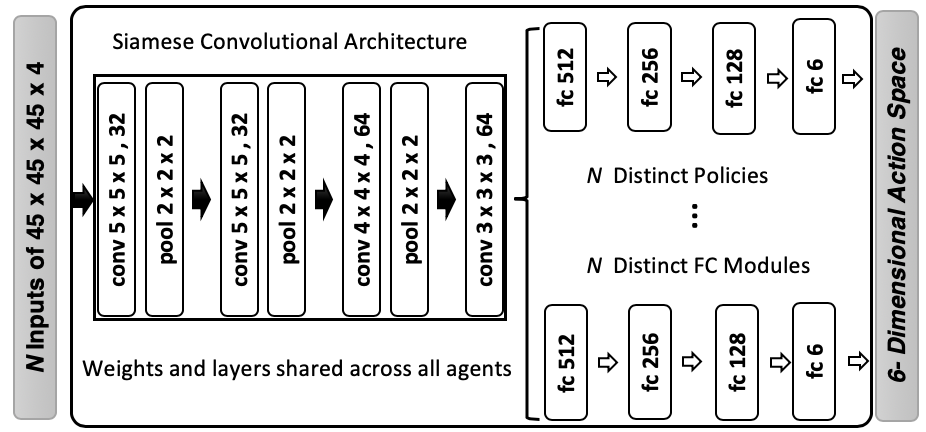 N Inputs of 45 x 45 x 45 x 4
Siamese Convolutional Architecture
conv 5 x 5 x 5 , 32
pool 2 x 2 x 2
conv 5 x 5 x 5 , 32
pool 2 x 2 x 2
conv 4 x 4 x 4 , 64
pool 2 x 2 x 2
conv 3 x 3 x 3 , 64
Weights and layers shared across all agents
fc 512
fc 256
fc 128
fc 6
N Distinct Policies
⋮
N Distinct FC Modules
fc 512
fc 256
fc 128
fc 6
6- Dimensional Action Space